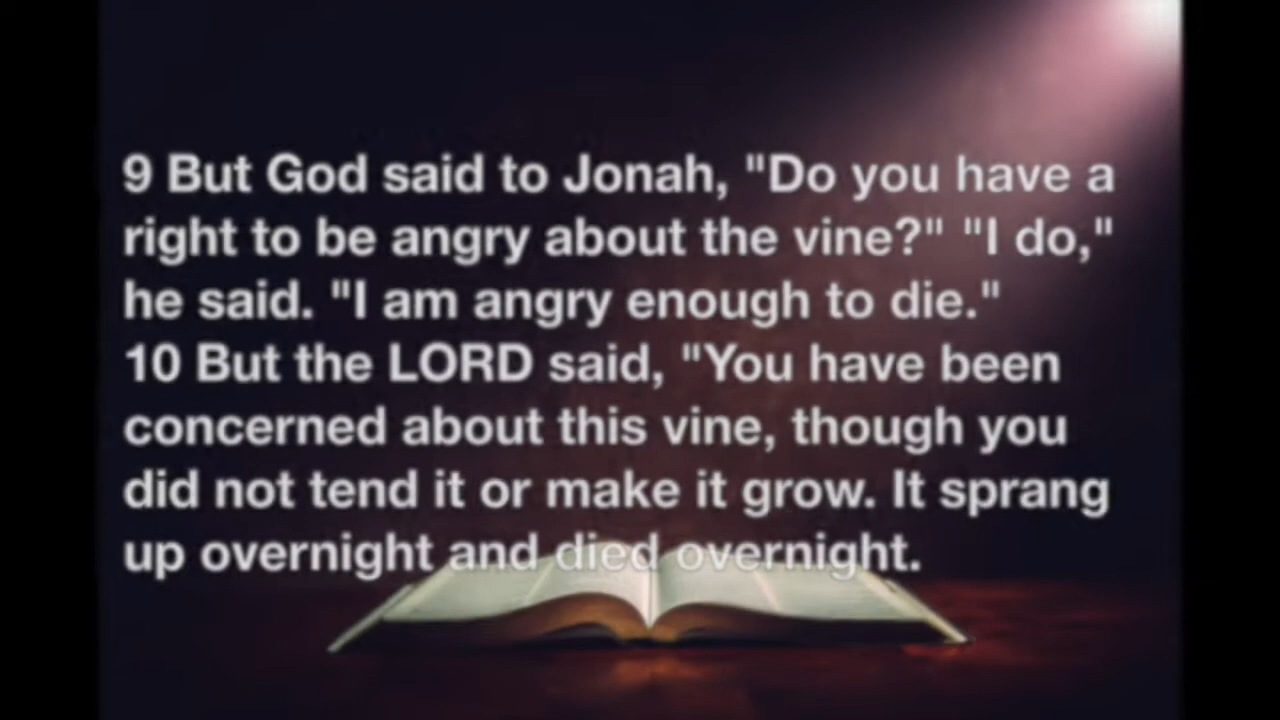 9 But God said to Jonah, "Do you have a
right to be angry about the vine?" "I do,"
he said. "I am angry enough to die."
10 But the LORD said, "You have been
concerned about this vine, though you
did not tend it or make it grow. It sprang
up overnight and died overnight.